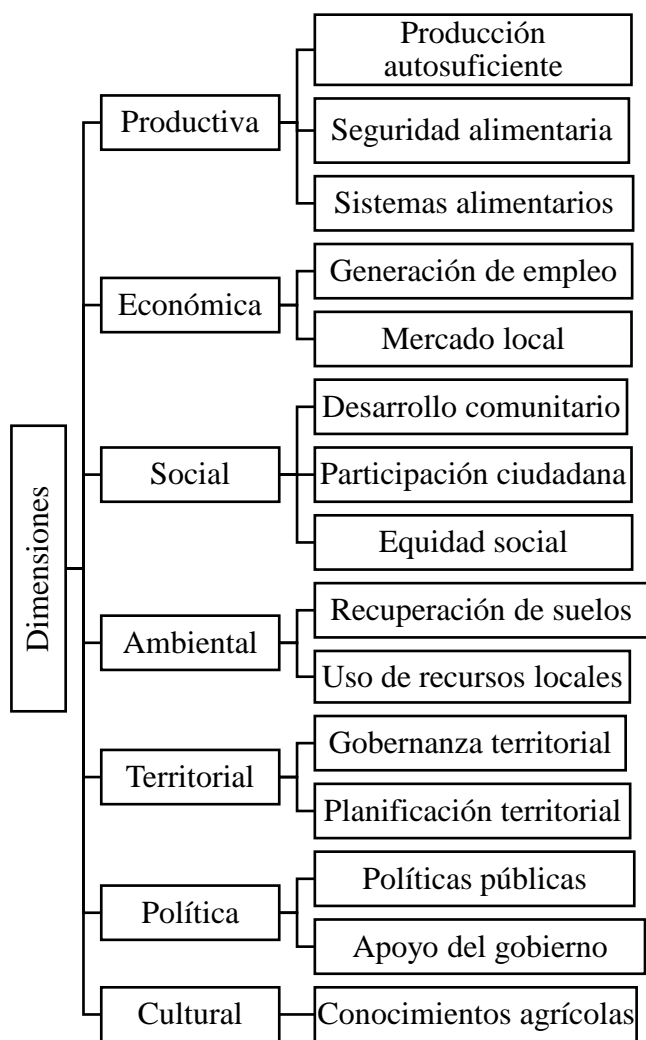 Dimensiones
Productiva
Producción
autosuficiente
Seguridad alimentaria
Sistemas alimentarios
Económica
Generación de empleo
Mercado local
Social
Desarrollo comunitario
Participación ciudadana
Equidad social
Ambiental
Recuperación de suelos
Uso de recursos locales
Territorial
Gobernanza territorial
Planificación territorial
Política
Políticas públicas
Apoyo del gobierno
Cultural
Conocimientos agrícolas